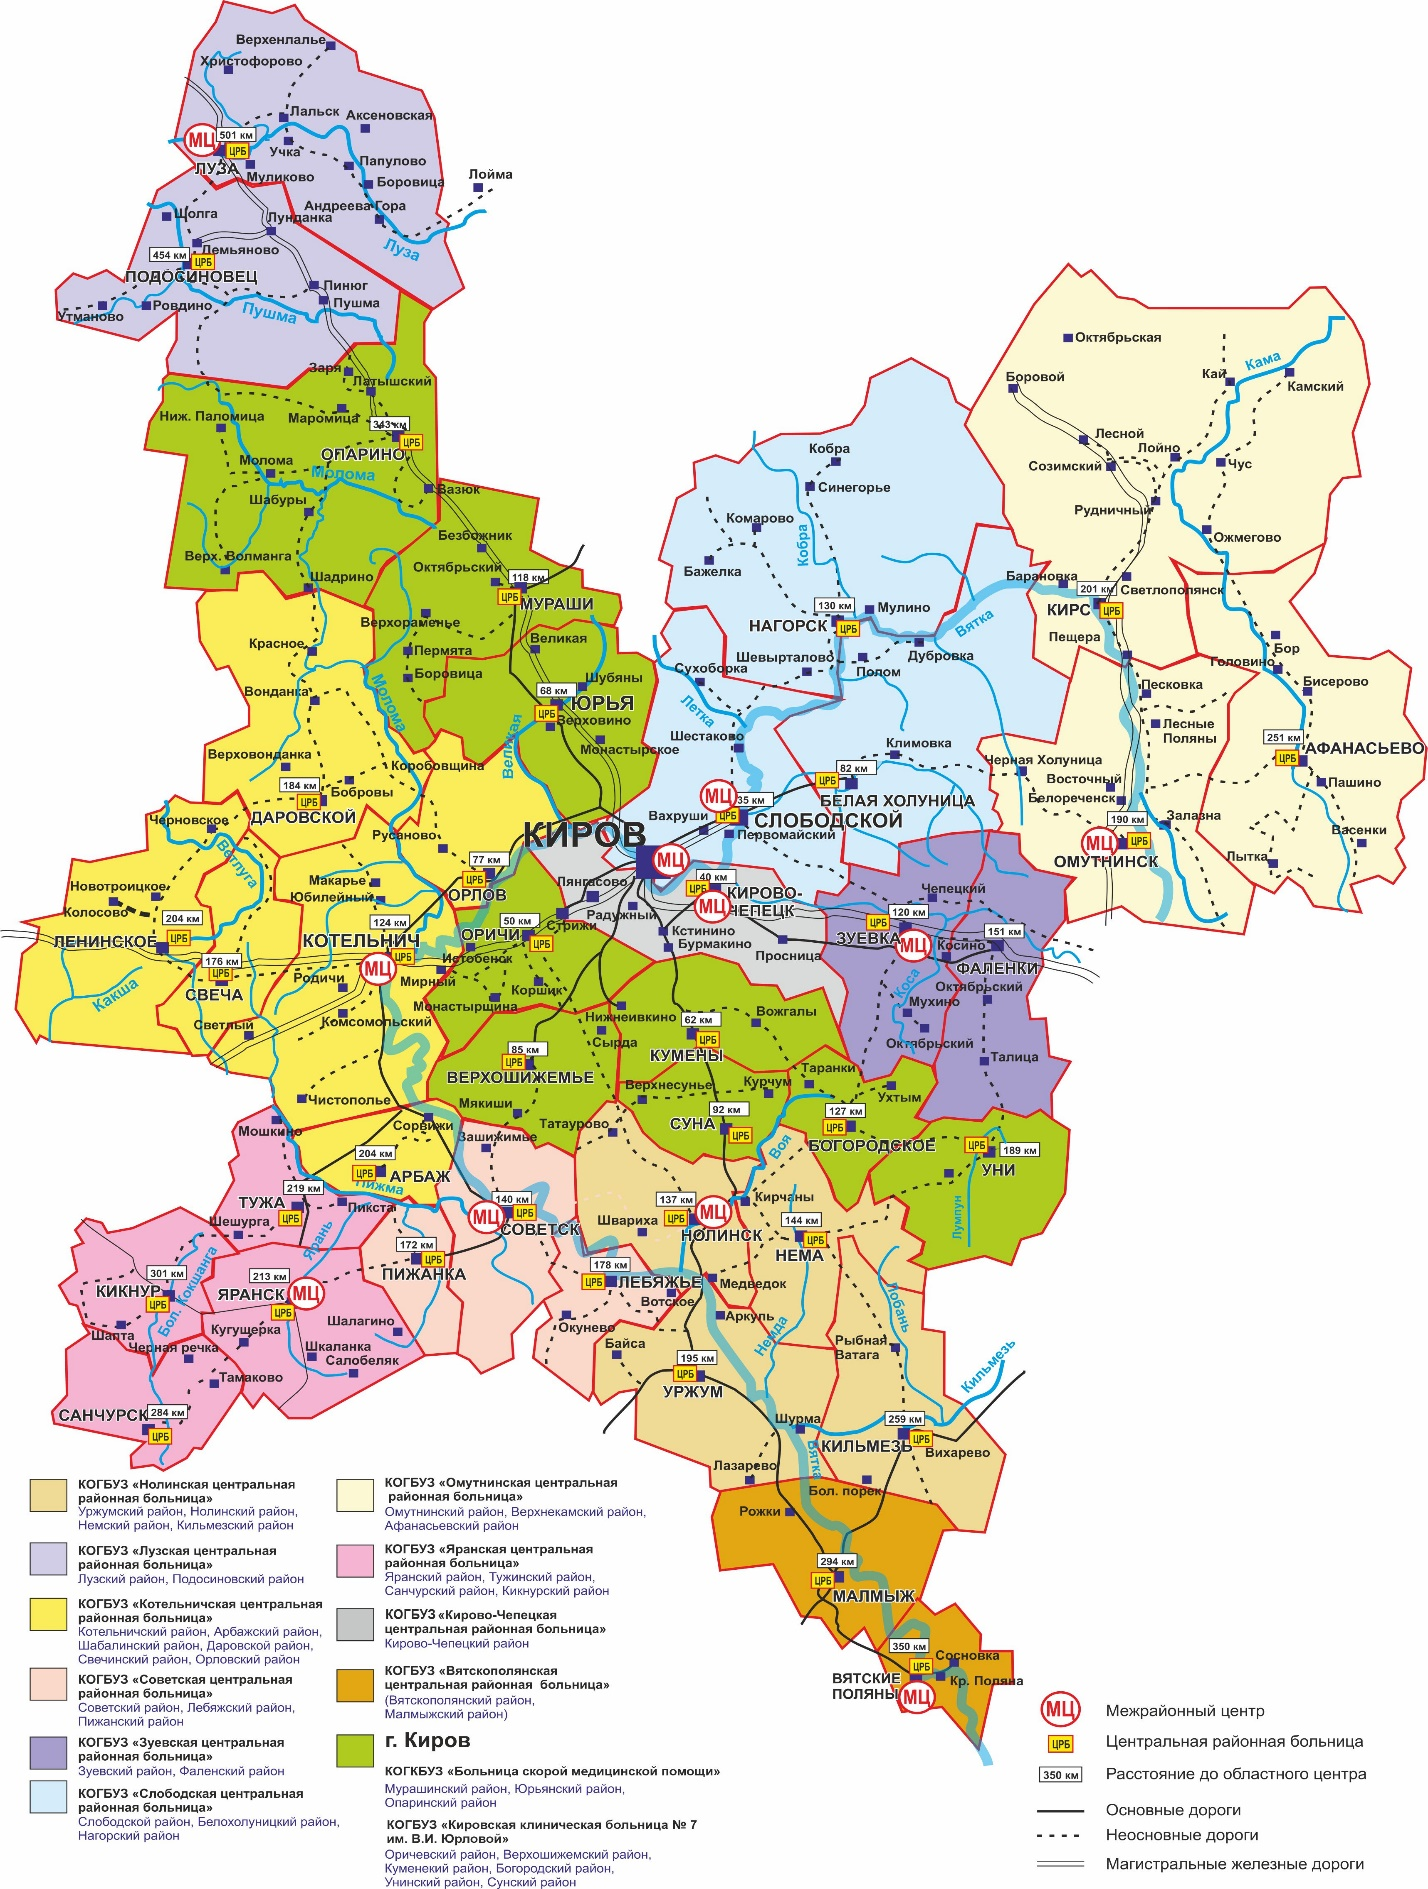 Верхенлалье
Христофорово
Лальск
Аксеновская
МЦ
501 км
ЦРБ
ЛУЗА
Учка
Муликово
Папулово
Боровица
Лойма
Андреева Гора
Луза
Щолга
Лунданка
Демьяново
454 км
ЦРБ
ПОДОСИНОВЕЦ
Пинюг
Пушма
Утманово
Ровдино
Пушма
Заря
Латышский
Ниж. Паломица
Маромица
343 км
ЦРБ
ОПАРИНО
Молома
Молома
Шабуры
Вазюк
Безбожник
Верх. Волманга
Октябрьский
Шадрино
118 км
ЦРБ
МУРАШИ
Верхораменье
Красное
Великая
Пермята
Боровица
Вонданка
Молома
68 км
ЦРБ
ЮРЬЯ
Шубяны
Верховино
Монастырское
Великая
Верховонданка
Коробовщина
184 км
ЦРБ
Бобровы
ДАРОВСКОЙ
Русаново
Черновское
Ветлуга
КИРОВ
МЦ
Октябрьская
Боровой
Кай
Кама
Камский
Лесной
Лойно
Созимский
Чус
Рудничный
Ожмегово
Кобра
Синегорье
Комарово
Кобра
Бажелка
130 км
ЦРБ
Мулино
НАГОРСК
Вятка
Дубровка
Шевырталово
Полом
Сухоборка
Летка
Барановка
201 км
ЦРБ
Светлополянск
КИРС
Пещера
Бор
Головино
Бисерово
Песковка
Лесные
Поляны
251 км
ЦРБ
АФАНАСЬЕВО
Пашино
Шестаково
Климовка
Черная Холуница
Восточный
Белореченск
82 км
ЦРБ
БЕЛАЯ ХОЛУНИЦА
МЦ
35 км
ЦРБ
СЛОБОДСКОЙ
Вахруши
Первомайский
190 км
МЦ
ЦРБ
ОМУТНИНСК
Залазна
Васенки
Лытка
77 км
ЦРБ
ОРЛОВ
Макарье
Юбилейный
Лянгасово
40 км
ЦРБ
МЦ
КИРОВО-
ЧЕПЕЦК
Чепецкий
Новотроицкое
Колосово
204 км
ЦРБ
ЛЕНИНСКОЕ
124 км
КОТЕЛЬНИЧ
ЦРБ
МЦ
50 км
ОРИЧИ
ЦРБ
Стрижи
Радужный
Кстинино
Бурмакино
Просница
120 км
ЦРБ
ЗУЕВКА
МЦ
Косино
151 км
ФАЛЕНКИ
176 км
ЦРБ
СВЕЧА
Родичи
Истобенск
Мирный
Коршик
Монастырщина
Коса
Октябрьский
Мухино
Октябрьский
Какша
Светлый
Комсомольский
Нижнеивкино
Сырда
62 км
ЦРБ
КУМЕНЫ
Вожгалы
Талица
85 км
ЦРБ
ВЕРХОШИЖЕМЬЕ
Верхнесунье
Курчум
Таранки
Ухтым
Чистополье
Мякиши
Татаурово
92 км
СУНА
ЦРБ
127 км
ЦРБ
БОГОРОДСКОЕ
Мошкино
Сорвижи
Зашижимье
Воя
ЦРБ
189 км
УНИ
204 км
ЦРБ
АРБАЖ
Пижма
219 км
ТУЖА
ЦРБ
Пикста
140 км
МЦ
ЦРБ
СОВЕТСК
137 км
ЦРБ
МЦ
НОЛИНСК
Кирчаны
Шешурга
Ярань
Швариха
144 км
ЦРБ
НЕМА
Лумпун
172 км
ЦРБ
ПИЖАНКА
301 км
КИКНУР
ЦРБ
Бол. Кокшанга
213 км
ЯРАНСК
МЦ
ЦРБ
178 км
ЦРБ
ЛЕБЯЖЬЕ
Медведок
Вотское
Лобань
Шапта
Кугушерка
Шалагино
Окунево
Аркуль
Черная речка
Шкаланка
Салобеляк
Байса
Немда
Рыбная
Ватага
Тамаково
195 км
ЦРБ
УРЖУМ
Кильмезь
САНЧУРСК
284 км
ЦРБ
Шурма
259 км
ЦРБ
КИЛЬМЕЗЬ
Вихарево
Вятка
Лазарево
Бол. порек
Рожки
294 км
ЦРБ
МАЛМЫЖ
350 км
ЦРБ
Сосновка
Кр. Поляна
ВЯТСКИЕ
ПОЛЯНЫ
МЦ
КОГБУЗ «Нолинская центральная
районная больница»
Уржумский район, Нолинский район,
Немский район, Кильмезский район
КОГБУЗ «Лузская центральная
районная больница»
Лузский район, Подосиновский район
КОГБУЗ «Котельничская центральная
районная больница»
Котельничский район, Арбажский район,
Шабалинский район, Даровской район,
Свечинский район, Орловский район
КОГБУЗ «Советская центральная
районная больница»
Советский район, Лебяжский район,
Пижанский район
КОГБУЗ «Зуевская центральная
районная больница»
Зуевский район, Фаленский район
КОГБУЗ «Слободская центральная
районная больница»
Слободской район, Белохолуницкий район,
Нагорский район
КОГБУЗ «Омутнинская центральная
районная больница»
Омутнинский район, Верхнекамский район,
Афанасьевский район
КОГБУЗ «Яранская центральная
районная больница»
Яранский район, Тужинский район,
Санчурский район, Кикнурский район
КОГБУЗ «Кирово-Чепецкая
центральная районная больница»
Кирово-Чепецкий район
КОГБУЗ «Вятскополянская
центральная районная больница»
(Вятскополянский район,
Малмыжский район)
г. Киров
КОГКБУЗ «Больница скорой медицинской помощи»
Мурашинский район, Юрьянский район,
Опаринский район
КОГБУЗ «Кировская клиническая больница № 7
им. В.И. Юрловой»
Оричевский район, Верхошижемский район,
Куменекий район, Богородский район,
Унинский район, Сунский район
МЦ
Межрайонный центр
ЦРБ
Центральная районная больница
350 км
Расстояние до областного центра
Основные дороги
Неосновные дороги
Магистральные железные дороги